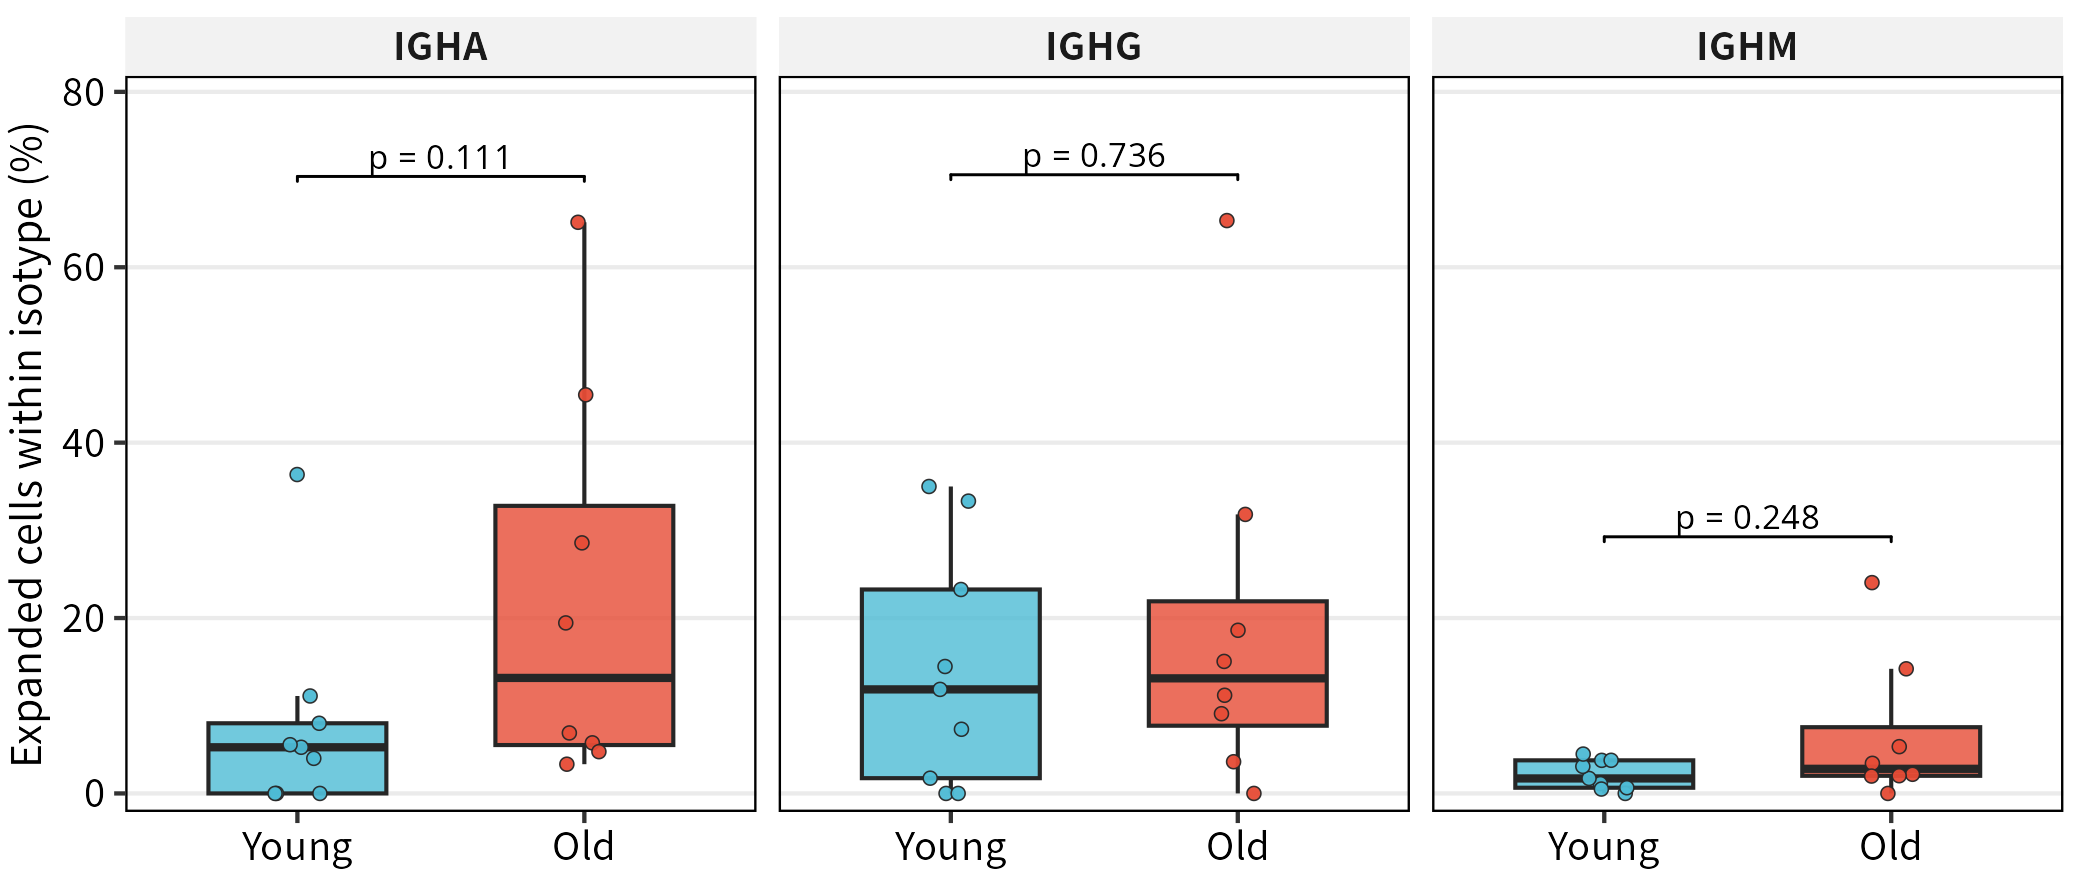 IGHA
IGHG
IGHM
Expanded cells within isotype (%)
80
60
40
20
0
p = 0.111
p = 0.736
p = 0.248
Young
Old
Young
Old
Young
Old